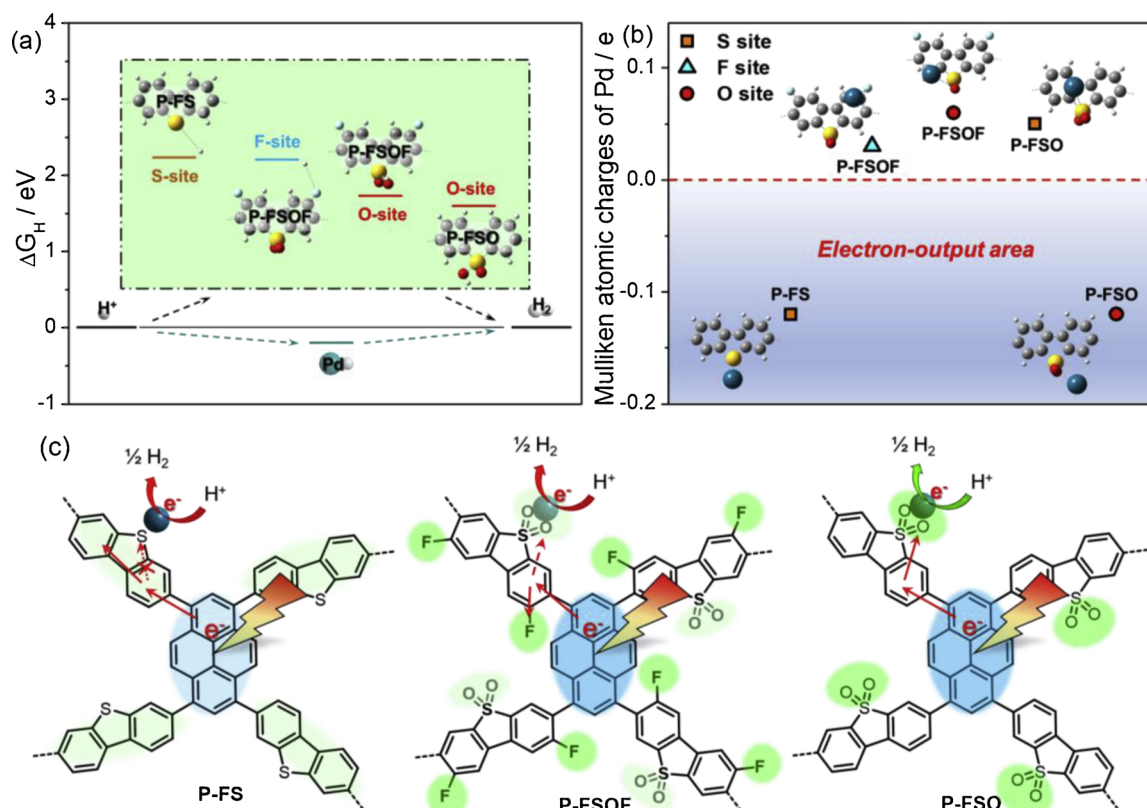 (a)
4
3
2
1
0
-1
ΔG_H / eV
P-FS
S-site
F-site
P-FSOF
P-FSOF
O-site
O-site
P-FSO
H⁺
H₂
Pd
(b)
0.1
0.0
-0.1
-0.2
Mulliken atomic charges of Pd / e
S site
F site
O site
P-FSOF
P-FSOF
P-FSO
Electron-output area
P-FS
P-FSO
(c)
½ H₂
e⁻
H⁺
S
e⁻
S
S
S
P-FS
½ H₂
H⁺
O
O
S
F
F
e⁻
F
F
S
O
O
O
O
S
F
F
F
F
S
O
O
P-FSOF
½ H₂
e⁻
H⁺
O
O
S
e⁻
S
O
O
O
O
S
S
O
O
P-FSO